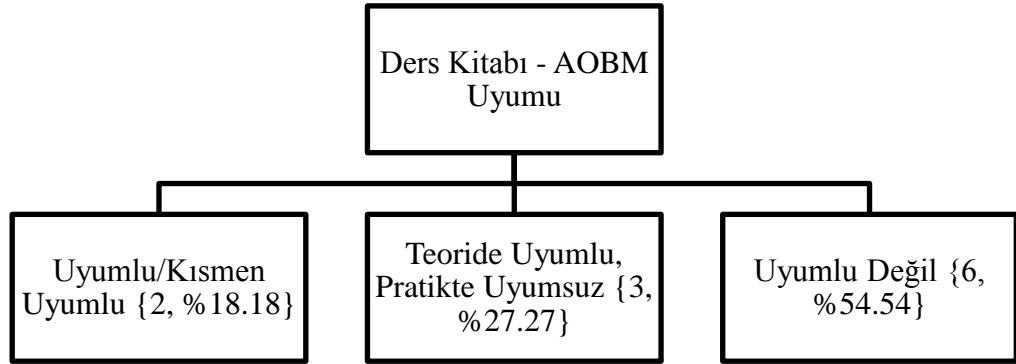 Ders Kitabı - AOBM
Uyumu
Uyumlu/Kısmen
Uyumlu {2, %18.18}
Teoride Uyumlu,
Pratikte Uyumsuz {3,
%27.27}
Uyumlu Değil {6,
%54.54}